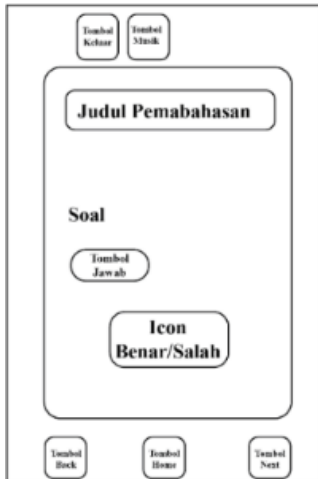 Tombol Keluar
Tombol Musik
Judul Pemabahasan
Soal
Tombol
Jawab
Icon
Benar/Salah
Tombol Back
Tombol Home
Tombol Next